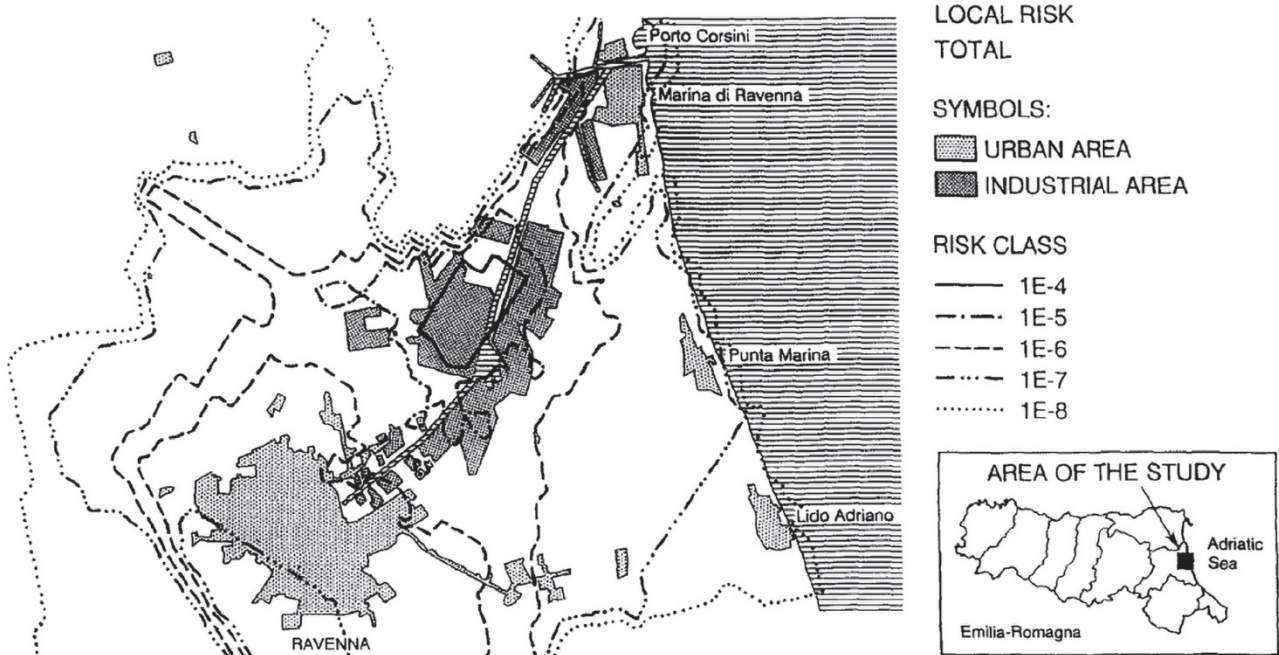 Porto Corsini
Marina di Ravenna
Punta Marina
Lido Adriano
RAVENNA
LOCAL RISK
TOTAL
SYMBOLS:
URBAN AREA
INDUSTRIAL AREA
RISK CLASS
1E-4
1E-5
1E-6
1E-7
1E-8
AREA OF THE STUDY
Adriatic
Sea
Emilia-Romagna